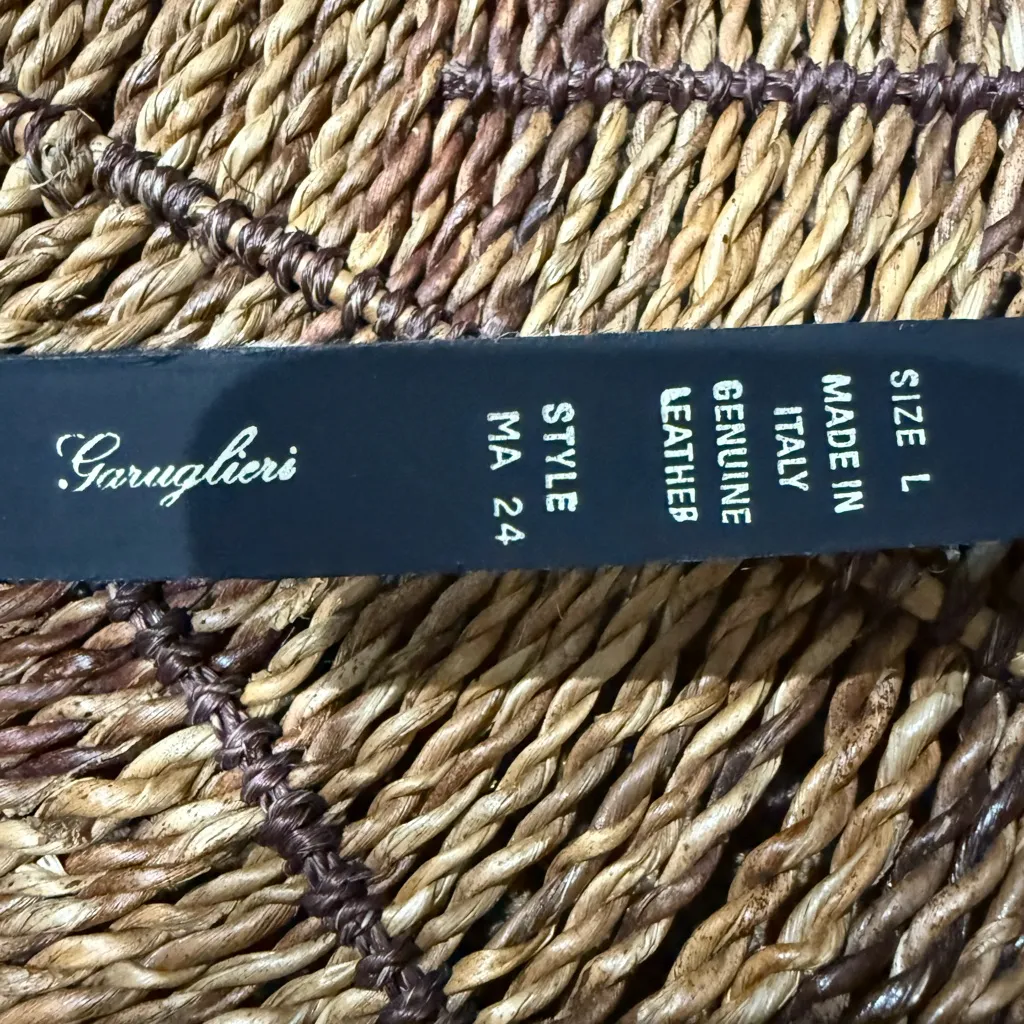 Garuglieri
STYLE
MA 24
GENUINE
LEATHER
MADE IN
ITALY
SIZE L